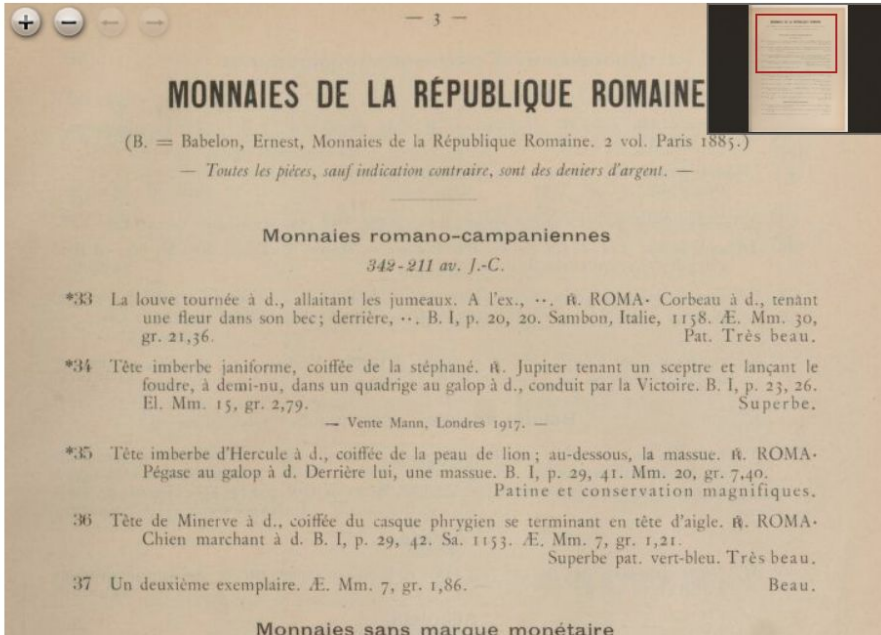 — 3 —
MONNAIES DE LA RÉPUBLIQUE ROMAINE
(B. = Babelon, Ernest, Monnaies de la République Romaine. 2 vol. Paris 1885.)
— Toutes les pièces, sauf indication contraire, sont des deniers d'argent. —
Monnaies romano-campaniennes
342-211 av. J.-C.
*33 La louve tournée à d., allaitant les jumeaux. A l'ex., ··. ℞. ROMA· Corbeau à d., tenant
une fleur dans son bec; derrière, ··. B. I, p. 20, 20. Sambon, Italie, 1158. Æ. Mm. 30,
gr. 21,36. Pat. Très beau.
*34 Tête imberbe janiforme, coiffée de la stéphané. ℞. Jupiter tenant un sceptre et lançant le
foudre, à demi-nu, dans un quadrige au galop à d., conduit par la Victoire. B. I, p. 23, 26.
El. Mm. 15, gr. 2,79. Superbe.
— Vente Mann, Londres 1917. —
*35 Tête imberbe d'Hercule à d., coiffée de la peau de lion; au-dessous, la massue. ℞. ROMA·
Pégase au galop à d. Derrière lui, une massue. B. I, p. 29, 41. Mm. 20, gr. 7,40.
Patine et conservation magnifiques.
36 Tête de Minerve à d., coiffée du casque phrygien se terminant en tête d'aigle. ℞. ROMA·
Chien marchant à d. B. I, p. 29, 42. Sa. 1153. Æ. Mm. 7, gr. 1,21.
Superbe pat. vert-bleu. Très beau.
37 Un deuxième exemplaire. Æ. Mm. 7, gr. 1,86. Beau.
Monnaies sans marque monétaire